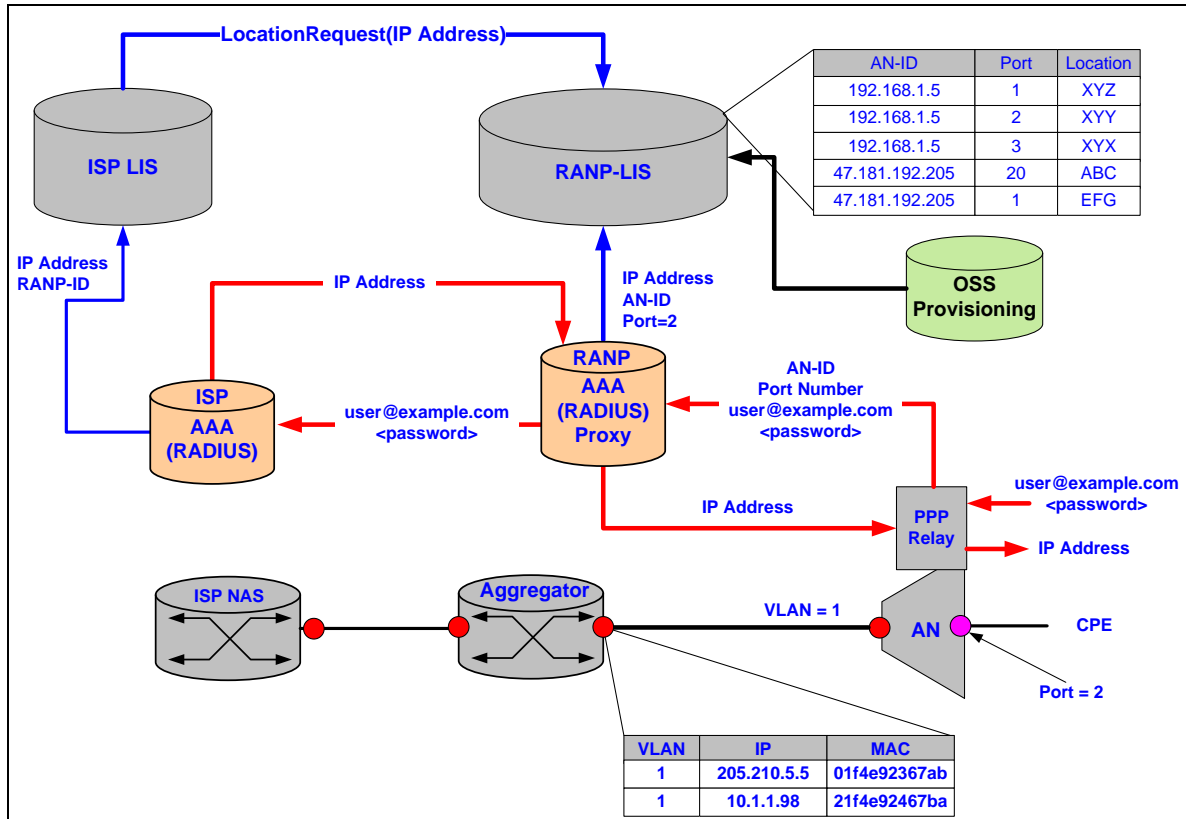 LocationRequest(IP Address)
AN-ID Port Location
192.168.1.5 1 XYZ
192.168.1.5 2 XYY
192.168.1.5 3 XYX
47.181.192.205 20 ABC
47.181.192.205 1 EFG
ISP LIS
RANP-LIS
IP Address
RANP-ID
IP Address
IP Address
AN-ID
Port=2
OSS
Provisioning
ISP
AAA
(RADIUS)
user@example.com
<password>
RANP
AAA
(RADIUS)
Proxy
AN-ID
Port Number
user@example.com
<password>
user@example.com
<password>
IP Address
PPP
Relay
IP Address
ISP NAS
Aggregator
VLAN = 1
AN
CPE
Port = 2
VLAN IP MAC
1 205.210.5.5 01f4e92367ab
1 10.1.1.98 21f4e92467ba